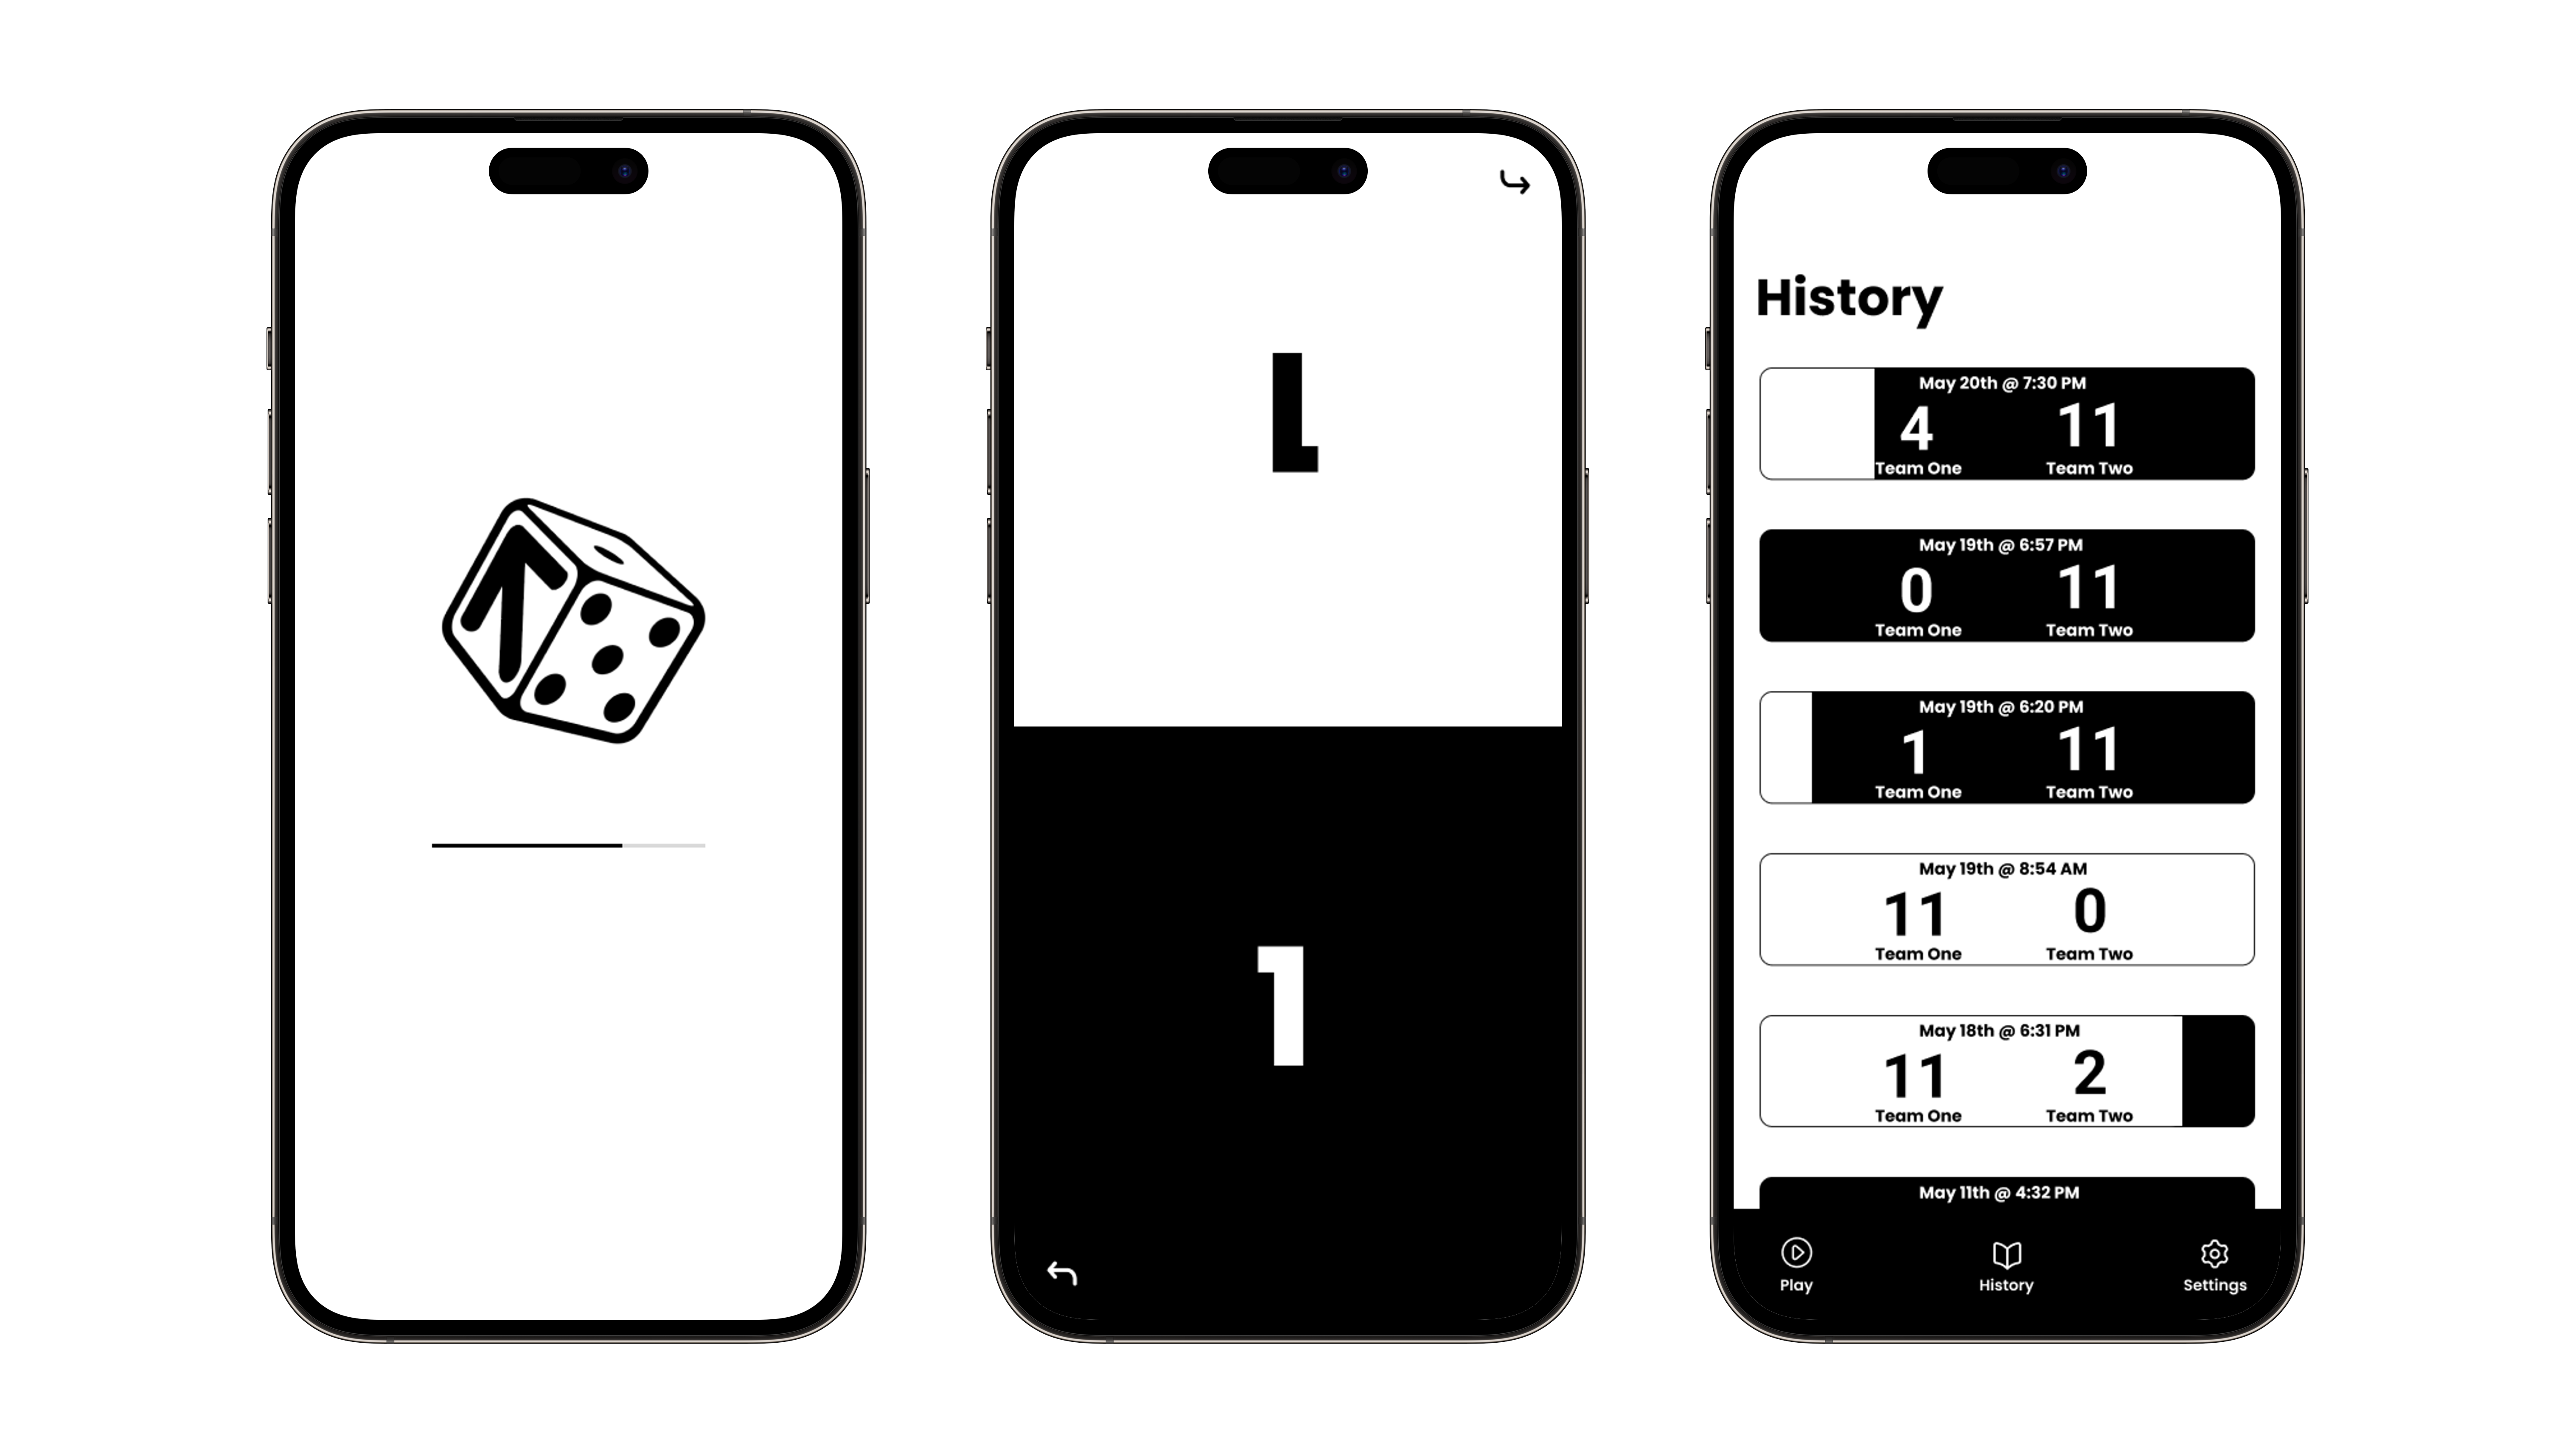 1
1
History
May 20th @ 7:30 PM
4 11
Team One Team Two
May 19th @ 6:57 PM
0 11
Team One Team Two
May 19th @ 6:20 PM
1 11
Team One Team Two
May 19th @ 8:54 AM
11 0
Team One Team Two
May 18th @ 6:31 PM
11 2
Team One Team Two
May 11th @ 4:32 PM
Play History Settings